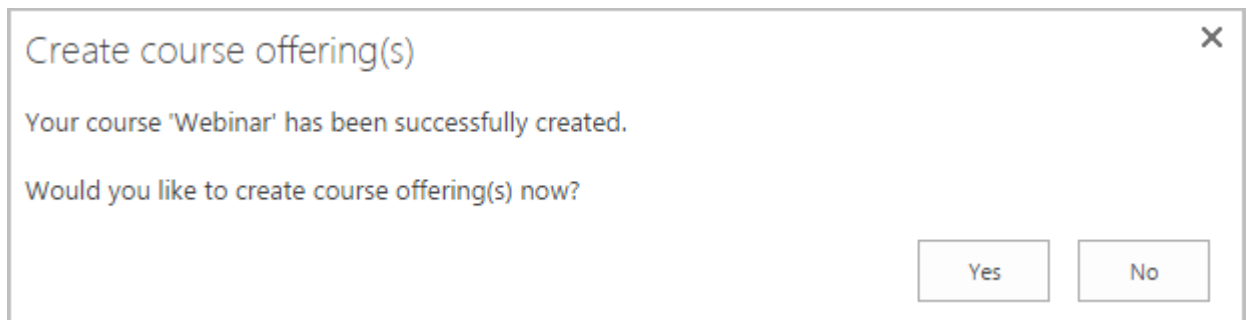 Create course offering(s)
Your course 'Webinar' has been successfully created.
Would you like to create course offering(s) now?
Yes No